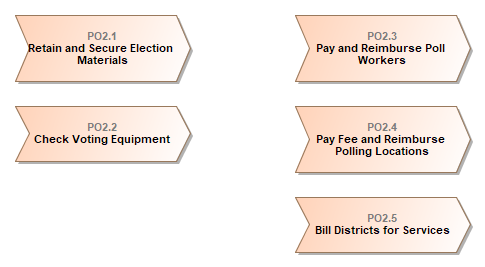 PO2.1
Retain and Secure Election
Materials
PO2.2
Check Voting Equipment
PO2.3
Pay and Reimburse Poll
Workers
PO2.4
Pay Fee and Reimburse
Polling Locations
PO2.5
Bill Districts for Services